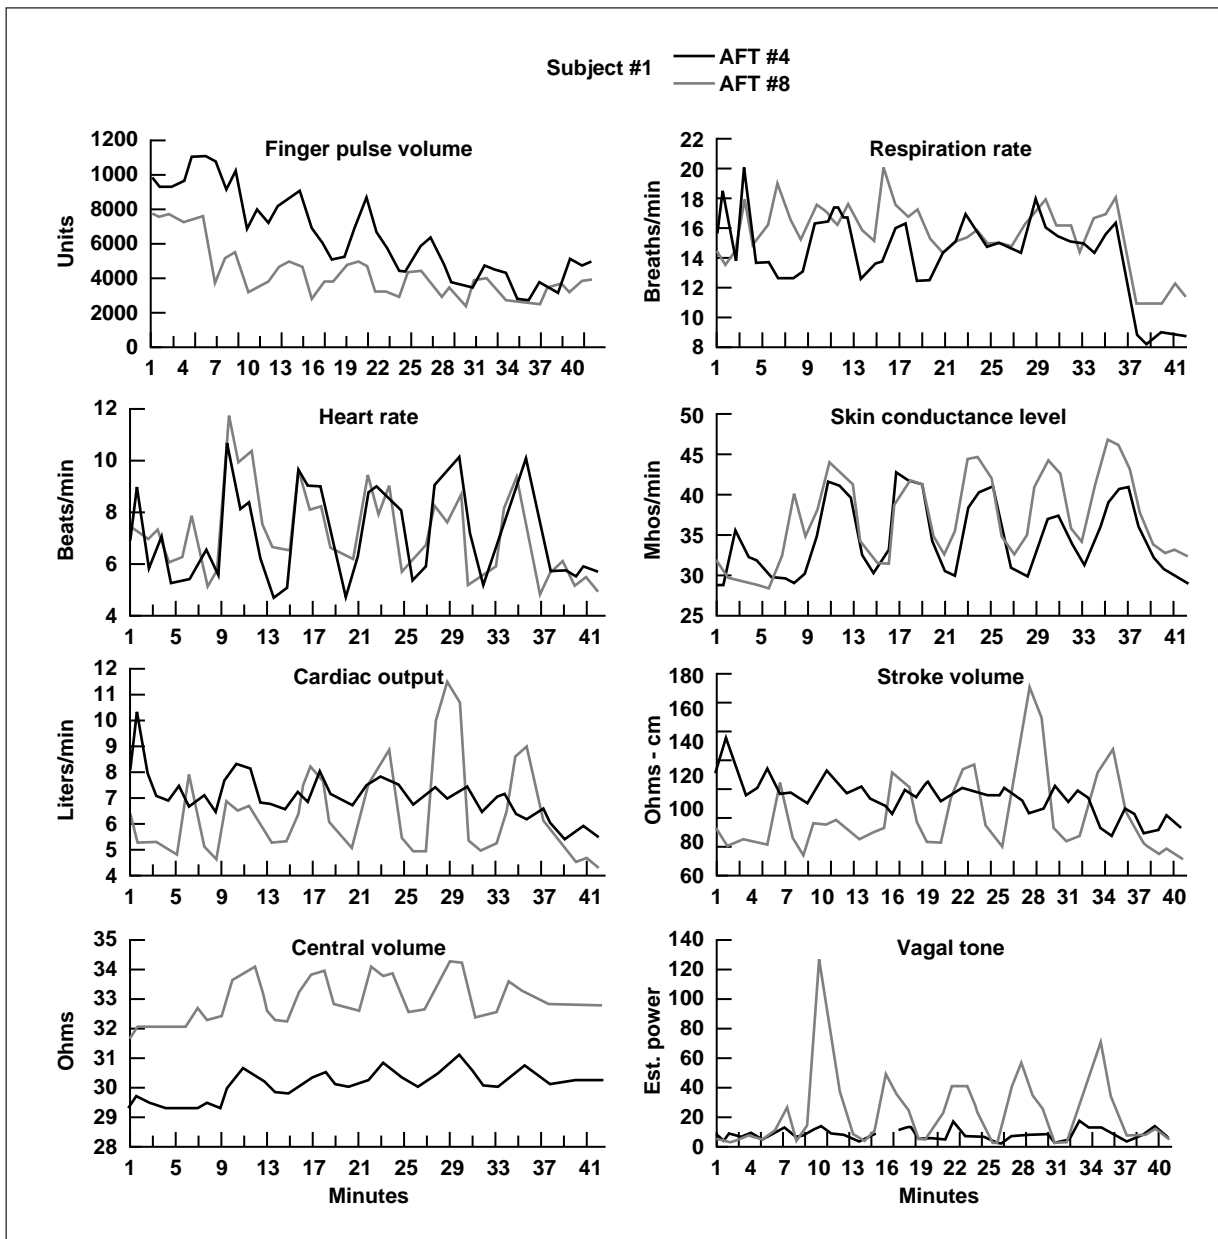 Subject #1
AFT #4
AFT #8
Finger pulse volume
Units
1200
1000
8000
6000
4000
2000
0
1 4 7 10 13 16 19 22 25 28 31 34 37 40
Respiration rate
Breaths/min
22
20
18
16
14
12
10
8
1 5 9 13 17 21 25 29 33 37 41
Heart rate
Beats/min
12
10
8
6
4
1 5 9 13 17 21 25 29 33 37 41
Skin conductance level
Mhos/min
50
45
40
35
30
25
1 5 9 13 17 21 25 29 33 37 41
Cardiac output
Liters/min
12
11
10
9
8
7
6
5
4
1 5 9 13 17 21 25 29 33 37 41
Stroke volume
Ohms - cm
180
160
140
120
100
80
60
1 4 7 10 13 16 19 22 25 28 31 34 37 40
Central volume
Ohms
35
34
33
32
31
30
29
28
1 5 9 13 17 21 25 29 33 37 41
Minutes
Vagal tone
Est. power
140
120
100
80
60
40
20
0
1 4 7 10 13 16 19 22 25 28 31 34 37 40
Minutes